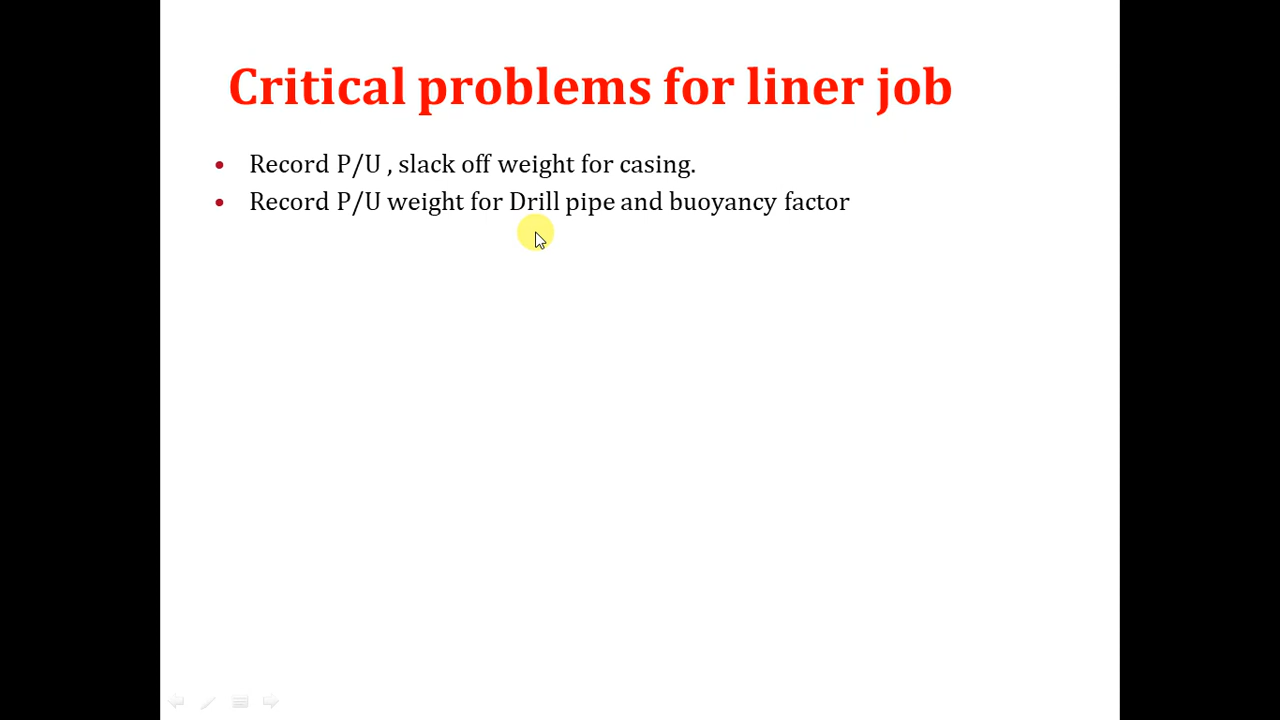 Critical problems for liner job
• Record P/U , slack off weight for casing.
• Record P/U weight for Drill pipe and buoyancy factor